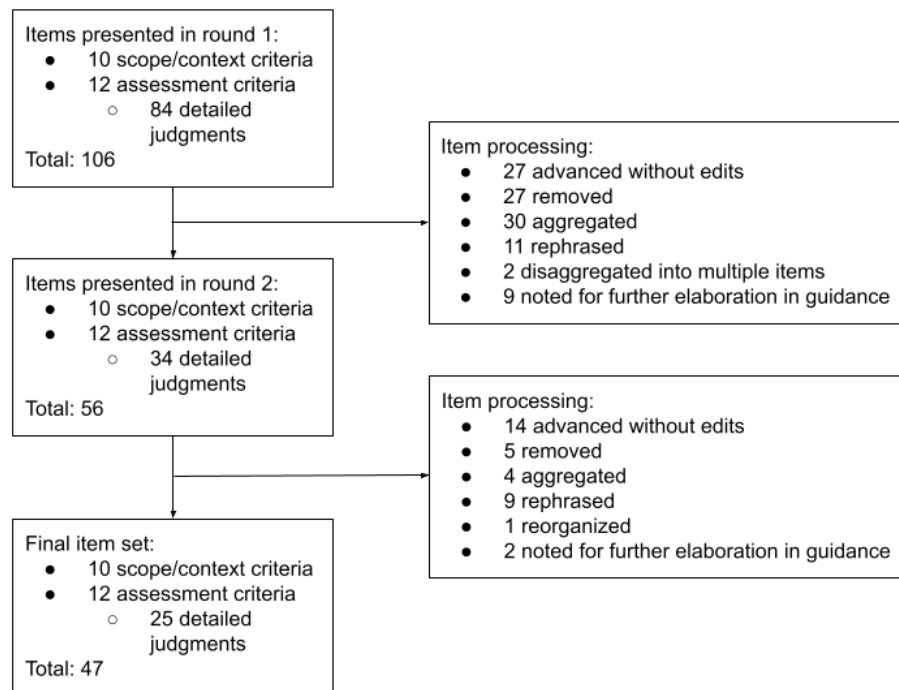 Items presented in round 1:
● 10 scope/context criteria
● 12 assessment criteria
○ 84 detailed
judgments
Total: 106
Item processing:
● 27 advanced without edits
● 27 removed
● 30 aggregated
● 11 rephrased
● 2 disaggregated into multiple items
● 9 noted for further elaboration in guidance
Items presented in round 2:
● 10 scope/context criteria
● 12 assessment criteria
○ 34 detailed
judgments
Total: 56
Item processing:
● 14 advanced without edits
● 5 removed
● 4 aggregated
● 9 rephrased
● 1 reorganized
● 2 noted for further elaboration in guidance
Final item set:
● 10 scope/context criteria
● 12 assessment criteria
○ 25 detailed
judgments
Total: 47